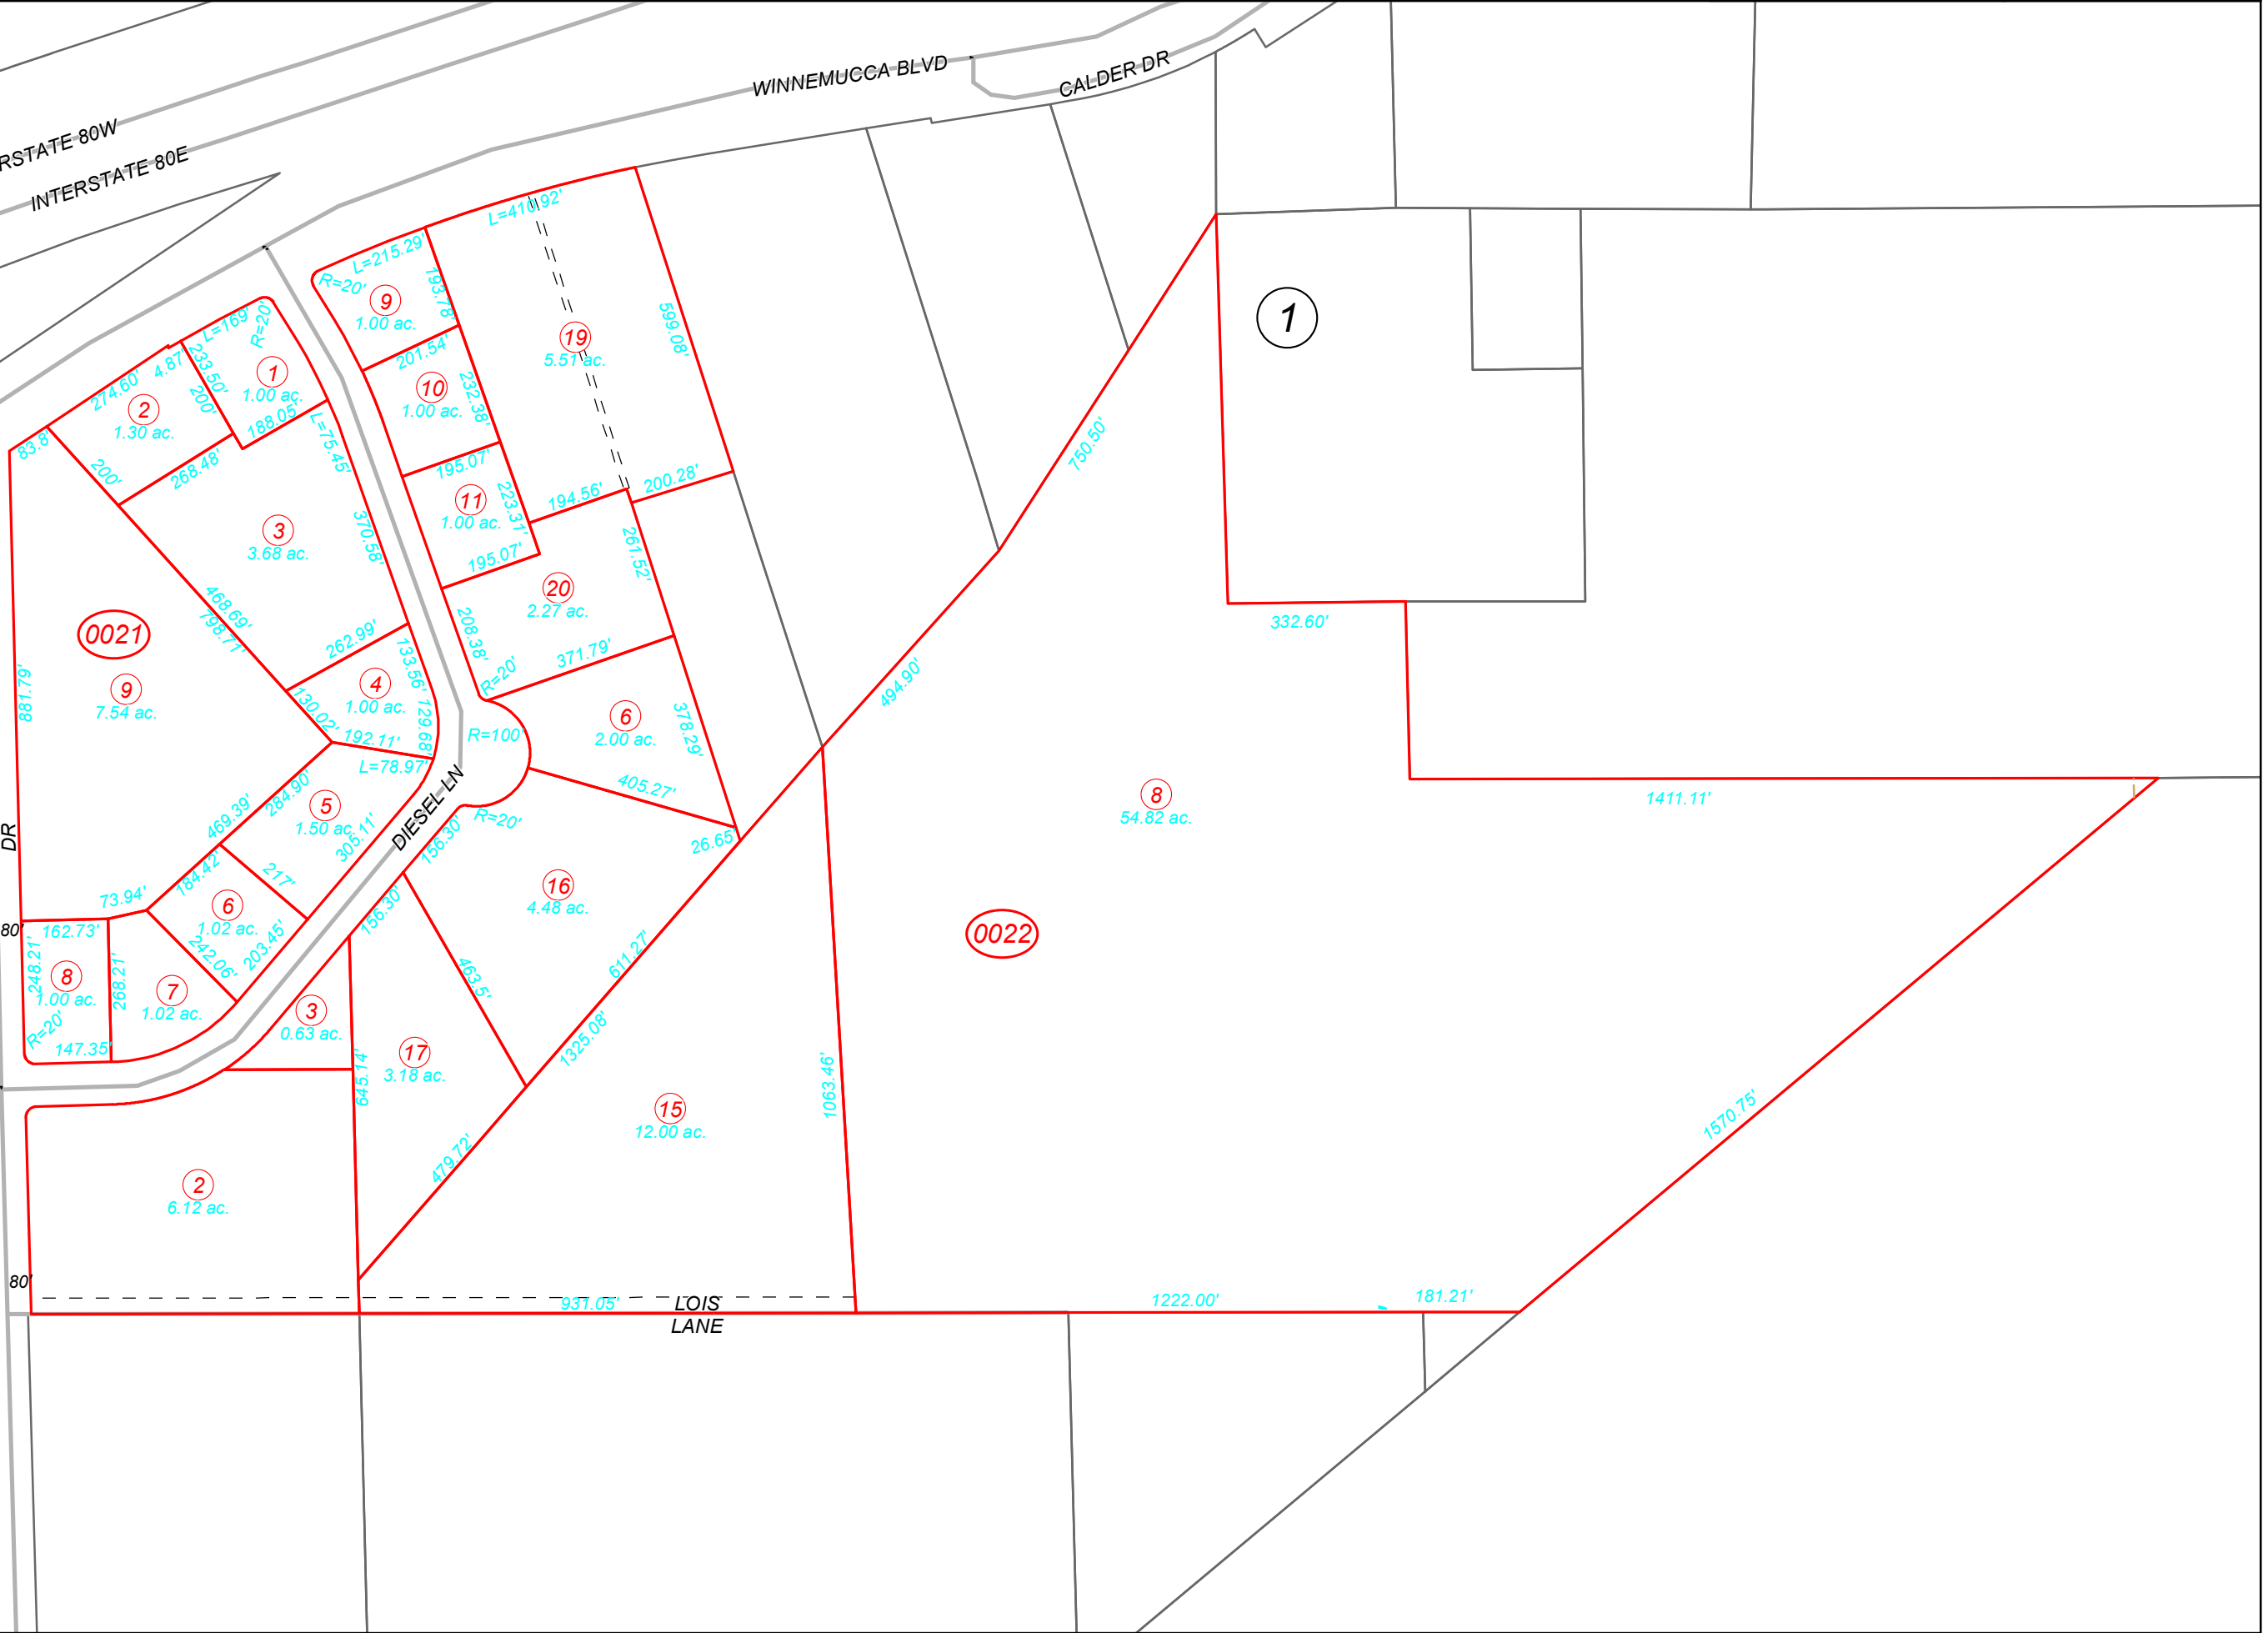 WINNEMUCCA BLVD
CALDER DR
RSTATE 80W
INTERSTATE 80E
L=410.92'
L=215.29'
R=20'
193.78'
9
1.00 ac.
19
5.51 ac.
599.08'
1
L=169'
R=20'
4.87'
233.50'
274.60'
200'
1
1.00 ac.
188.05'
2
1.30 ac.
201.54'
10
1.00 ac.
232.38'
83.8'
200'
268.48'
L=75.45'
195.07'
11
1.00 ac.
223.31'
194.56'
200.28'
750.50'
3
3.68 ac.
370.58'
195.07'
261.52'
20
2.27 ac.
468.69'
798.71'
262.99'
208.38'
371.79'
R=20'
332.60'
0021
9
7.54 ac.
881.79'
133.56'
4
1.00 ac.
130.02'
129.68'
192.11'
L=78.97'
R=100'
6
2.00 ac.
378.29'
494.90'
405.27'
8
54.82 ac.
1411.11'
469.39'
284.90'
5
1.50 ac.
305.11'
DIESEL LN
156.30'
R=20'
26.65'
DR
184.42'
217'
73.94'
16
4.48 ac.
6
1.02 ac.
156.30'
80'
162.73'
242.06'
203.45'
0022
248.21'
8
1.00 ac.
268.21'
7
1.02 ac.
463.5'
611.27'
R=20'
147.35'
3
0.63 ac.
17
3.18 ac.
645.14'
1325.08'
1063.46'
15
12.00 ac.
1570.75'
479.72'
2
6.12 ac.
80'
931.05'
LOIS
LANE
1222.00'
181.21'